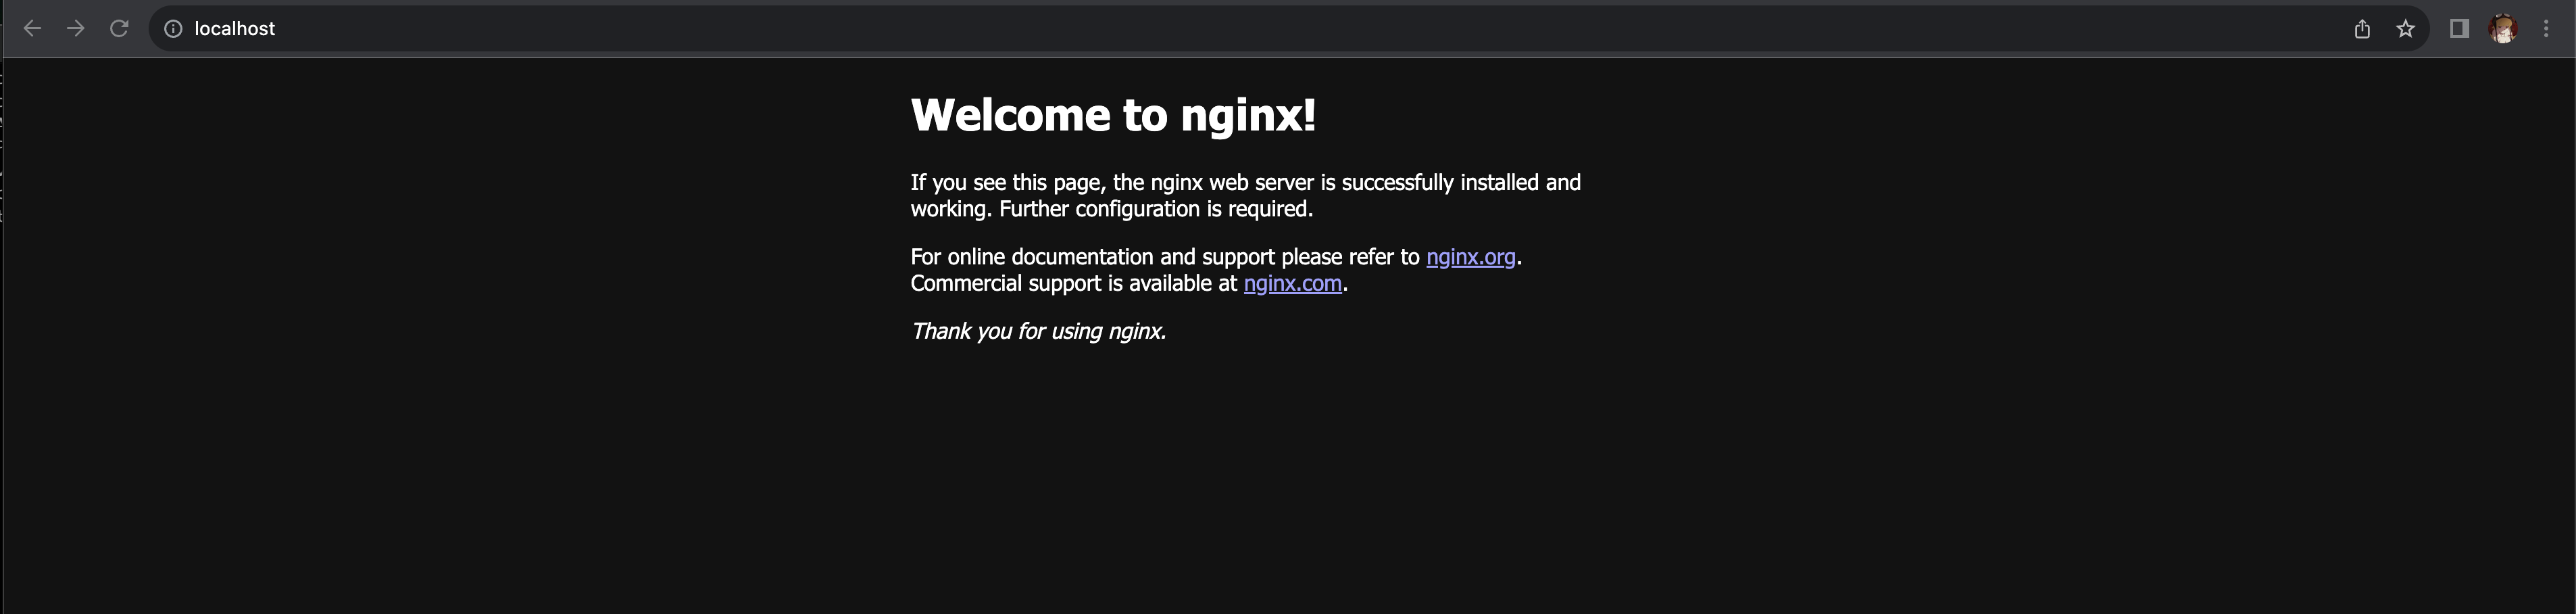 localhost
Welcome to nginx!
If you see this page, the nginx web server is successfully installed and
working. Further configuration is required.
For online documentation and support please refer to nginx.org.
Commercial support is available at nginx.com.
Thank you for using nginx.